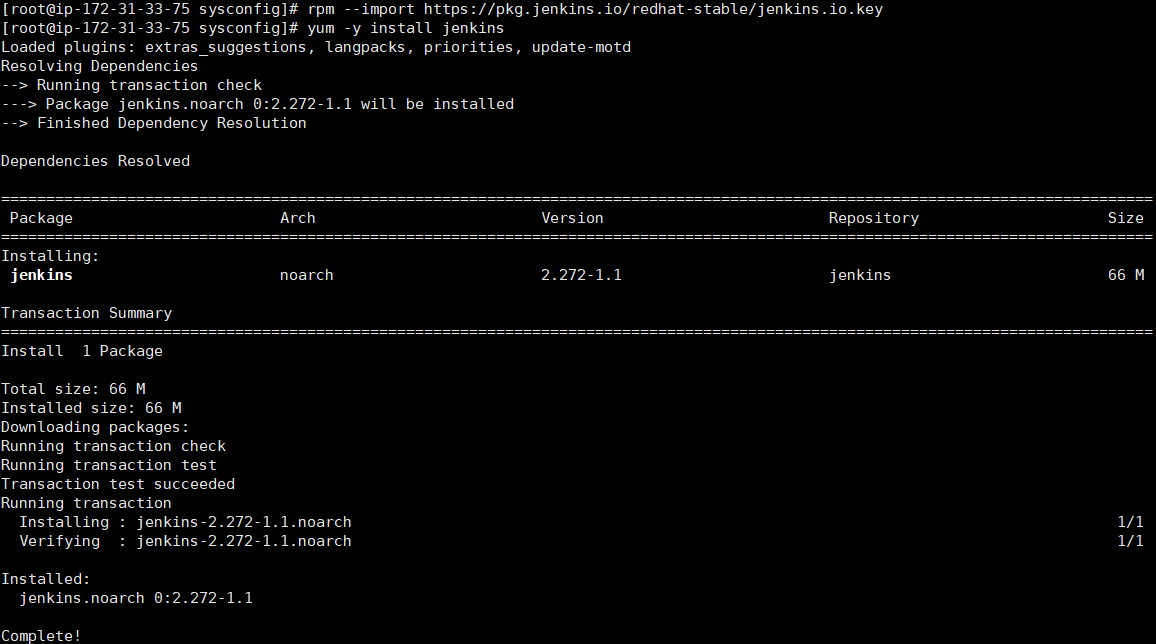 [root@ip-172-31-33-75 sysconfig]# rpm --import https://pkg.jenkins.io/redhat-stable/jenkins.io.key
[root@ip-172-31-33-75 sysconfig]# yum -y install jenkins
Loaded plugins: extras_suggestions, langpacks, priorities, update-motd
Resolving Dependencies
--> Running transaction check
---> Package jenkins.noarch 0:2.272-1.1 will be installed
--> Finished Dependency Resolution

Dependencies Resolved

================================================================================================================================
 Package                       Arch                         Version                         Repository                     Size
================================================================================================================================
Installing:
 jenkins                       noarch                       2.272-1.1                       jenkins                        66 M

Transaction Summary
================================================================================================================================
Install  1 Package

Total size: 66 M
Installed size: 66 M
Downloading packages:
Running transaction check
Running transaction test
Transaction test succeeded
Running transaction
  Installing : jenkins-2.272-1.1.noarch                                                                                     1/1
  Verifying  : jenkins-2.272-1.1.noarch                                                                                     1/1

Installed:
  jenkins.noarch 0:2.272-1.1

Complete!